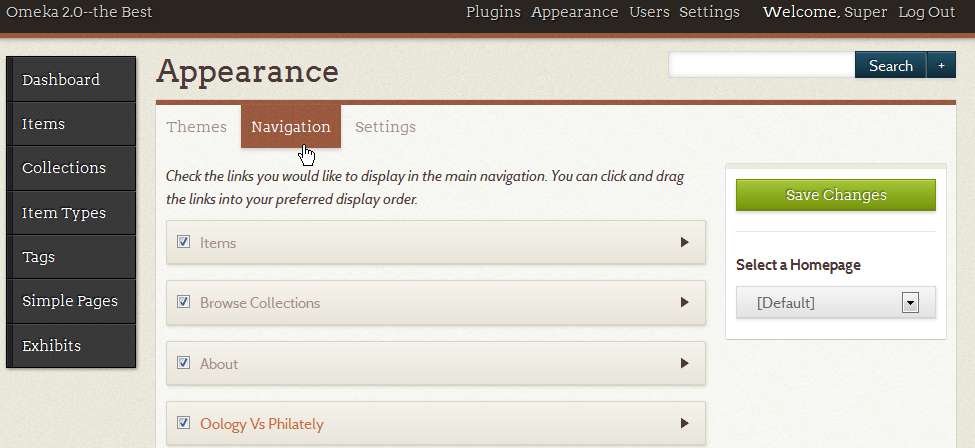 Omeka 2.0--the Best
Plugins Appearance Users Settings Welcome, Super Log Out
Appearance
Search +
Dashboard
Items
Collections
Item Types
Tags
Simple Pages
Exhibits
Themes Navigation Settings
Check the links you would like to display in the main navigation. You can click and drag
the links into your preferred display order.
Items
Browse Collections
About
Oology Vs Philately
Save Changes
Select a Homepage
[Default]